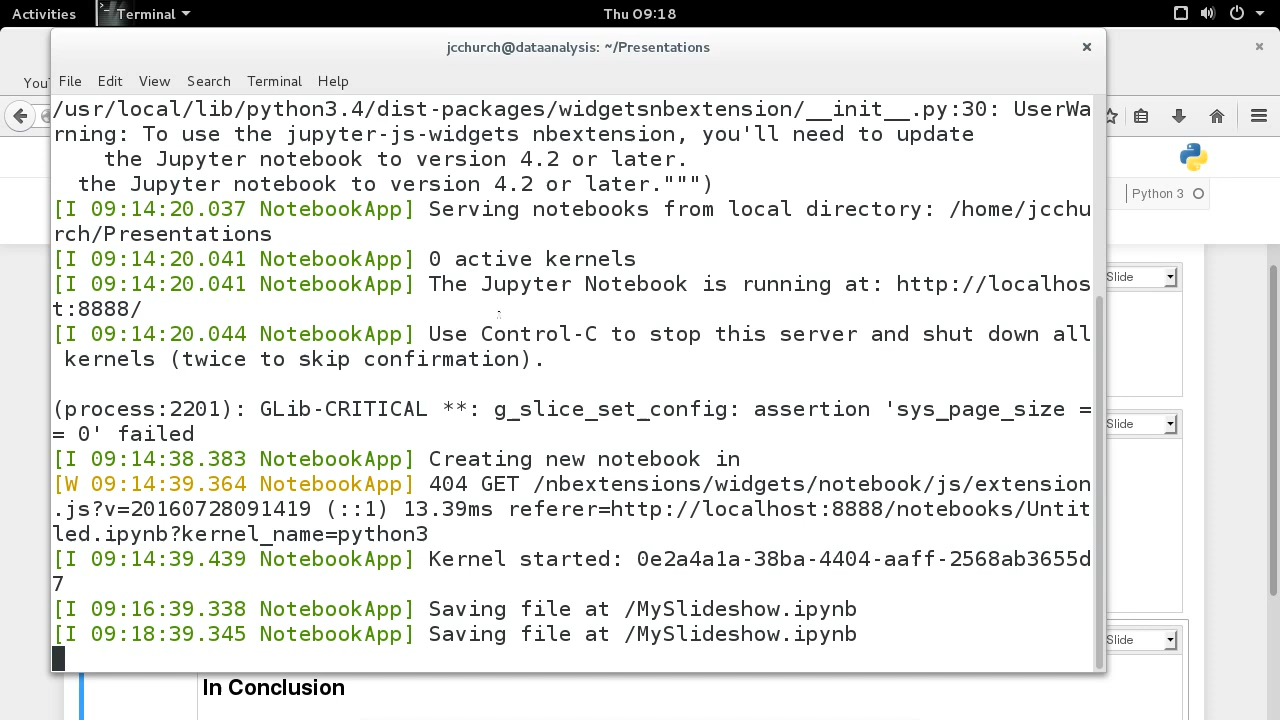 Activities Terminal Thu 09:18
jcchurch@dataanalysis: ~/Presentations
You
File Edit View Search Terminal Help
/usr/local/lib/python3.4/dist-packages/widgetsnbextension/__init__.py:30: UserWa
rning: To use the jupyter-js-widgets nbextension, you'll need to update
    the Jupyter notebook to version 4.2 or later.
  the Jupyter notebook to version 4.2 or later.""")
Python 3
[I 09:14:20.037 NotebookApp] Serving notebooks from local directory: /home/jcchu
rch/Presentations
[I 09:14:20.041 NotebookApp] 0 active kernels
Slide
[I 09:14:20.041 NotebookApp] The Jupyter Notebook is running at: http://localhos
t:8888/
[I 09:14:20.044 NotebookApp] Use Control-C to stop this server and shut down all
 kernels (twice to skip confirmation).
(process:2201): GLib-CRITICAL **: g_slice_set_config: assertion 'sys_page_size =
= 0' failed
Slide
[I 09:14:38.383 NotebookApp] Creating new notebook in
[W 09:14:39.364 NotebookApp] 404 GET /nbextensions/widgets/notebook/js/extension
.js?v=20160728091419 (::1) 13.39ms referer=http://localhost:8888/notebooks/Untit
led.ipynb?kernel_name=python3
[I 09:14:39.439 NotebookApp] Kernel started: 0e2a4a1a-38ba-4404-aaff-2568ab3655d
7
[I 09:16:39.338 NotebookApp] Saving file at /MySlideshow.ipynb
[I 09:18:39.345 NotebookApp] Saving file at /MySlideshow.ipynb
Slide
In Conclusion